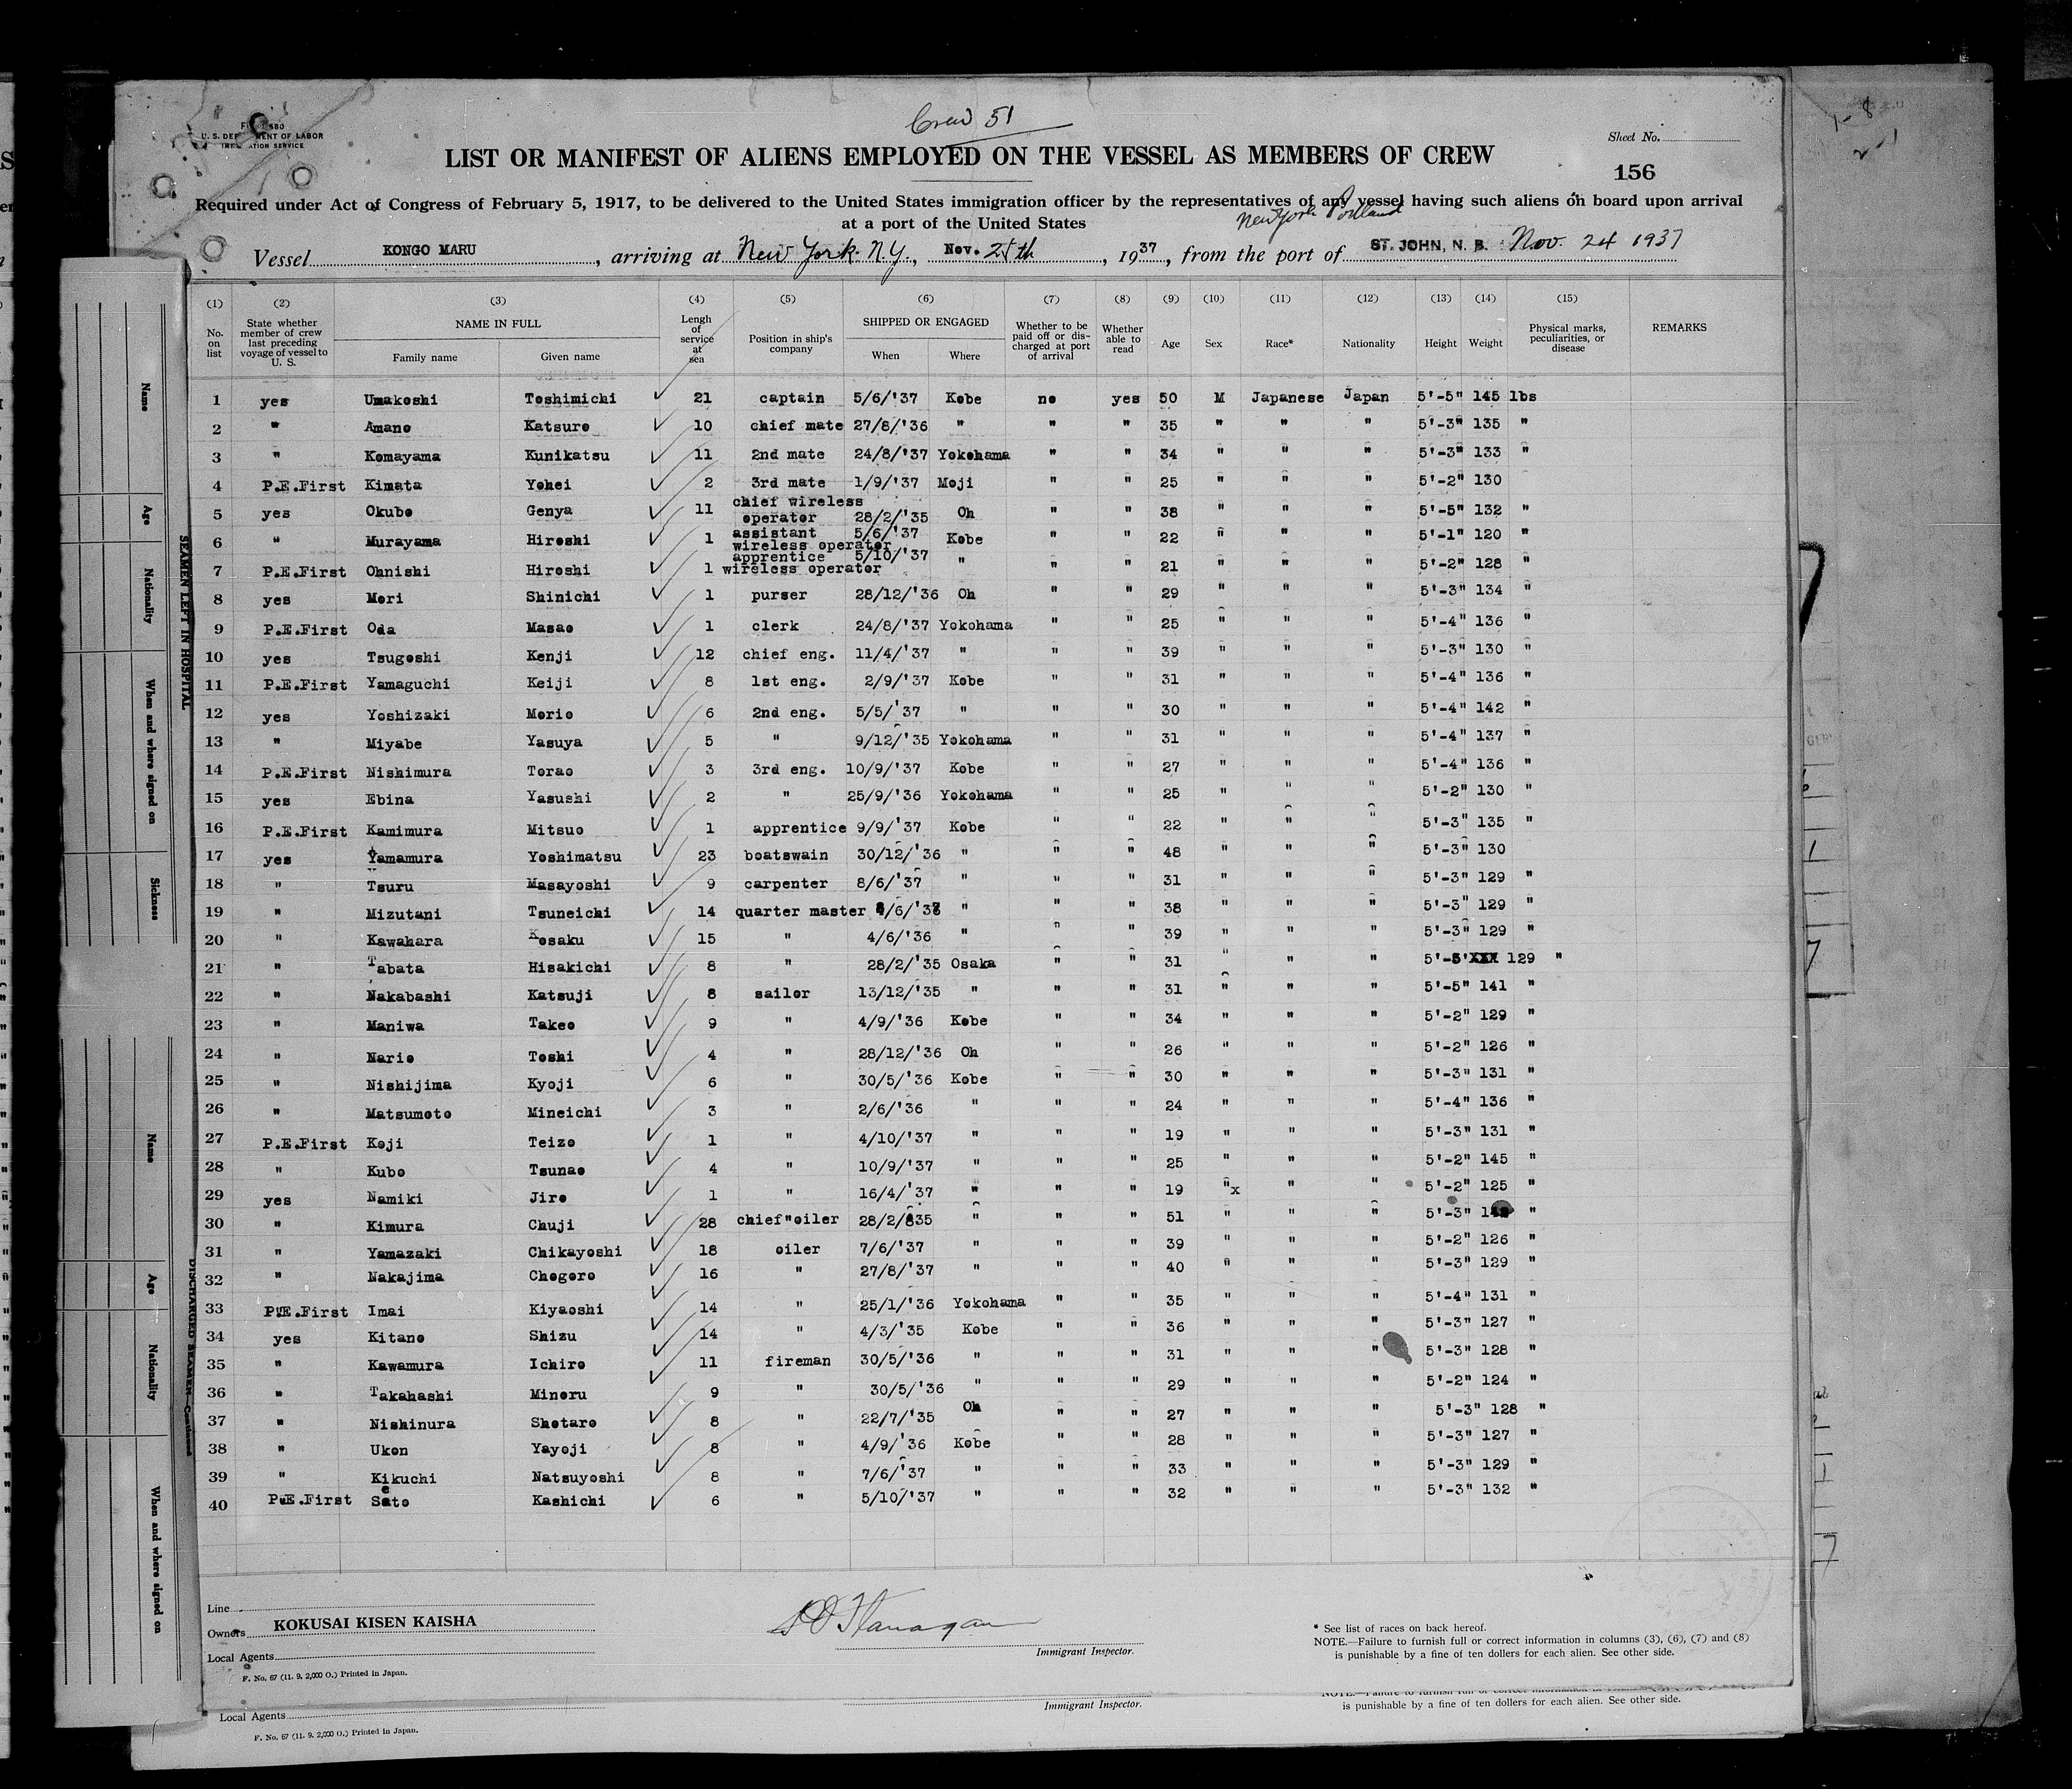 Crew 51
U. S. DEPARTMENT OF LABOR
IMMIGRATION SERVICE
Sheet No.
LIST OR MANIFEST OF ALIENS EMPLOYED ON THE VESSEL AS MEMBERS OF CREW
156
Required under Act of Congress of February 5, 1917, to be delivered to the United States immigration officer by the representatives of any vessel having such aliens on board upon arrival
at a port of the United States
New York Portland
Vessel KONGO MARU, arriving at New York. N.Y., Nov. 25th, 1937, from the port of ST. JOHN, N. B. Nov. 24 1937
(1) (2) (3) (4) (5) (6) (7) (8) (9) (10) (11) (12) (13) (14) (15)
No. on list | State whether member of crew last preceding voyage of vessel to U. S. | NAME IN FULL | Family name | Given name | Lengh of service at sea | Position in ship's company | SHIPPED OR ENGAGED | When | Where | Whether to be paid off or discharged at port of arrival | Whether able to read | Age | Sex | Race* | Nationality | Height | Weight | Physical marks, peculiarities, or disease | REMARKS
1 yes Umakoshi Toshimichi 21 captain 5/6/'37 Kobe no yes 50 M Japanese Japan 5'-5" 145 lbs
2 " Amano Katsuro 10 chief mate 27/8/'36 " " " 35 " " " 5'-3" 135 "
3 " Komayama Kunikatsu 11 2nd mate 24/8/'37 Yokohama " " 34 " " " 5'-3" 133 "
4 P.E.First Kimata Yohei 2 3rd mate 1/9/'37 Moji " " 25 " " " 5'-2" 130
5 yes Okubo Genya 11 chief wireless operator 28/2/'35 Oh " " 38 " " " 5'-5" 132 "
6 " Murayama Hiroshi 1 assistant wireless operator 5/6/'37 Kobe " " 22 " " " 5'-1" 120 "
7 P.E.First Ohnishi Hiroshi 1 apprentice wireless operator 5/10/'37 " " " 21 " " " 5'-2" 128 "
8 yes Mori Shinichi 1 purser 28/12/'36 Oh " " 29 " " " 5'-3" 134 "
9 P.E.First Oda Masao 1 clerk 24/8/'37 Yokohama " " 25 " " " 5'-4" 136 "
10 yes Tsugoshi Kenji 12 chief eng. 11/4/'37 " " " 39 " " " 5'-3" 130 "
11 P.E.First Yamaguchi Keiji 8 1st eng. 2/9/'37 Kobe " " 31 " " " 5'-4" 136 "
12 yes Yoshizaki Morio 6 2nd eng. 5/5/'37 " " " 30 " " " 5'-4" 142 "
13 " Miyabe Yasuya 5 " 9/12/'35 Yokohama " " 31 " " " 5'-4" 137 "
14 P.E.First Nishimura Torao 3 3rd eng. 10/9/'37 Kobe " " 27 " " " 5'-4" 136 "
15 yes Ebina Yasushi 2 " 25/9/'36 Yokohama " " 25 " " " 5'-2" 130 "
16 P.E.First Kamimura Mitsuo 1 apprentice 9/9/'37 Kobe " " 22 " " " 5'-3" 135 "
17 yes Yamamura Yoshimatsu 23 boatswain 30/12/'36 " " " 48 " " " 5'-3" 130
18 " Tsuru Masayoshi 9 carpenter 8/6/'37 " " " 31 " " " 5'-3" 129 "
19 " Mizutani Tsuneichi 14 quarter master " " " 38 " " " 5'-3" 129 "
20 " Kawahara Kosaku 15 " 4/6/'36 " " " 39 " " " 5'-3" 129 "
21 " Tabata Hisakichi 8 " 28/2/'35 Osaka " " 31 " " " XXX 129 "
22 " Nakabashi Katsuji 8 sailor 13/12/'35 " " " 31 " " " 5'-5" 141 "
23 " Maniwa Takeo 9 " 4/9/'36 Kobe " " 34 " " " 5'-2" 129 "
24 " Nario Toshi 4 " 28/12/'36 Oh " " 26 " " " 5'-2" 126 "
25 " Nishijima Kyoji 6 " 30/5/'36 Kobe " " 30 " " " 5'-3" 131 "
26 " Matsumoto Mineichi 3 " 2/6/'36 " " " 24 " " " 5'-4" 136 "
27 P.E.First Koji Teizo 1 " 4/10/'37 " " " 19 " " " 5'-3" 131 "
28 " Kubo Tsunao 4 " 10/9/'37 " " " 25 " " " 5'-2" 145 "
29 yes Namiki Jiro 1 " 16/4/'37 " " " 19 "x " " 5'-2" 125 "
30 " Kimura Chuji 28 chief"oiler 28/2/835 " " " 51 " " " 5'-3" "
31 " Yamazaki Chikayoshi 18 oiler 7/6/'37 " " " 39 " " " 5'-2" 126 "
32 " Nakajima Chogoro 16 " 27/8/'37 " " " 40 " " " 5'-3" 129 "
33 P.E.First Imai Kiyaoshi 14 " 25/1/'36 Yokohama " " 35 " " " 5'-4" 131 "
34 yes Kitano Shizu 14 " 4/3/'35 Kobe " " 36 " " " 5'-3" 127 "
35 " Kawamura Ichiro 11 fireman 30/5/'36 " " " 31 " " " 5'-3" 128 "
36 " Takahashi Minoru 9 " 30/5/'36 " " " 29 " " " 5'-2" 124 "
37 " Nishinura Shotaro 8 " 22/7/'35 Oh " " 27 " " " 5'-3" 128 "
38 " Ukon Yayoji 8 " 4/9/'36 Kobe " " 28 " " " 5'-3" 127 "
39 " Kikuchi Natsuyoshi 8 " 7/6/'37 " " " 33 " " " 5'-3" 129 "
40 P.E.First Sato Kashichi 6 " 5/10/'37 " " " 32 " " " 5'-3" 132 "
Line
Owners KOKUSAI KISEN KAISHA
Local Agents
F. No. 67 (11. 9. 2,000 O.) Printed in Japan.
Flanagan
Immigrant Inspector.
* See list of races on back hereof.
NOTE.—Failure to furnish full or correct information in columns (3), (6), (7) and (8)
is punishable by a fine of ten dollars for each alien. See other side.
Local Agents
F. No. 67 (11. 9. 2,000 O.) Printed in Japan.
Immigrant Inspector.
is punishable by a fine of ten dollars for each alien. See other side.
SEAMEN LEFT IN HOSPITAL
Name
Age
Nationality
When and where signed on
Sickness
DISCHARGED SEAMEN—Continued
Name
Age
Nationality
When and where signed on